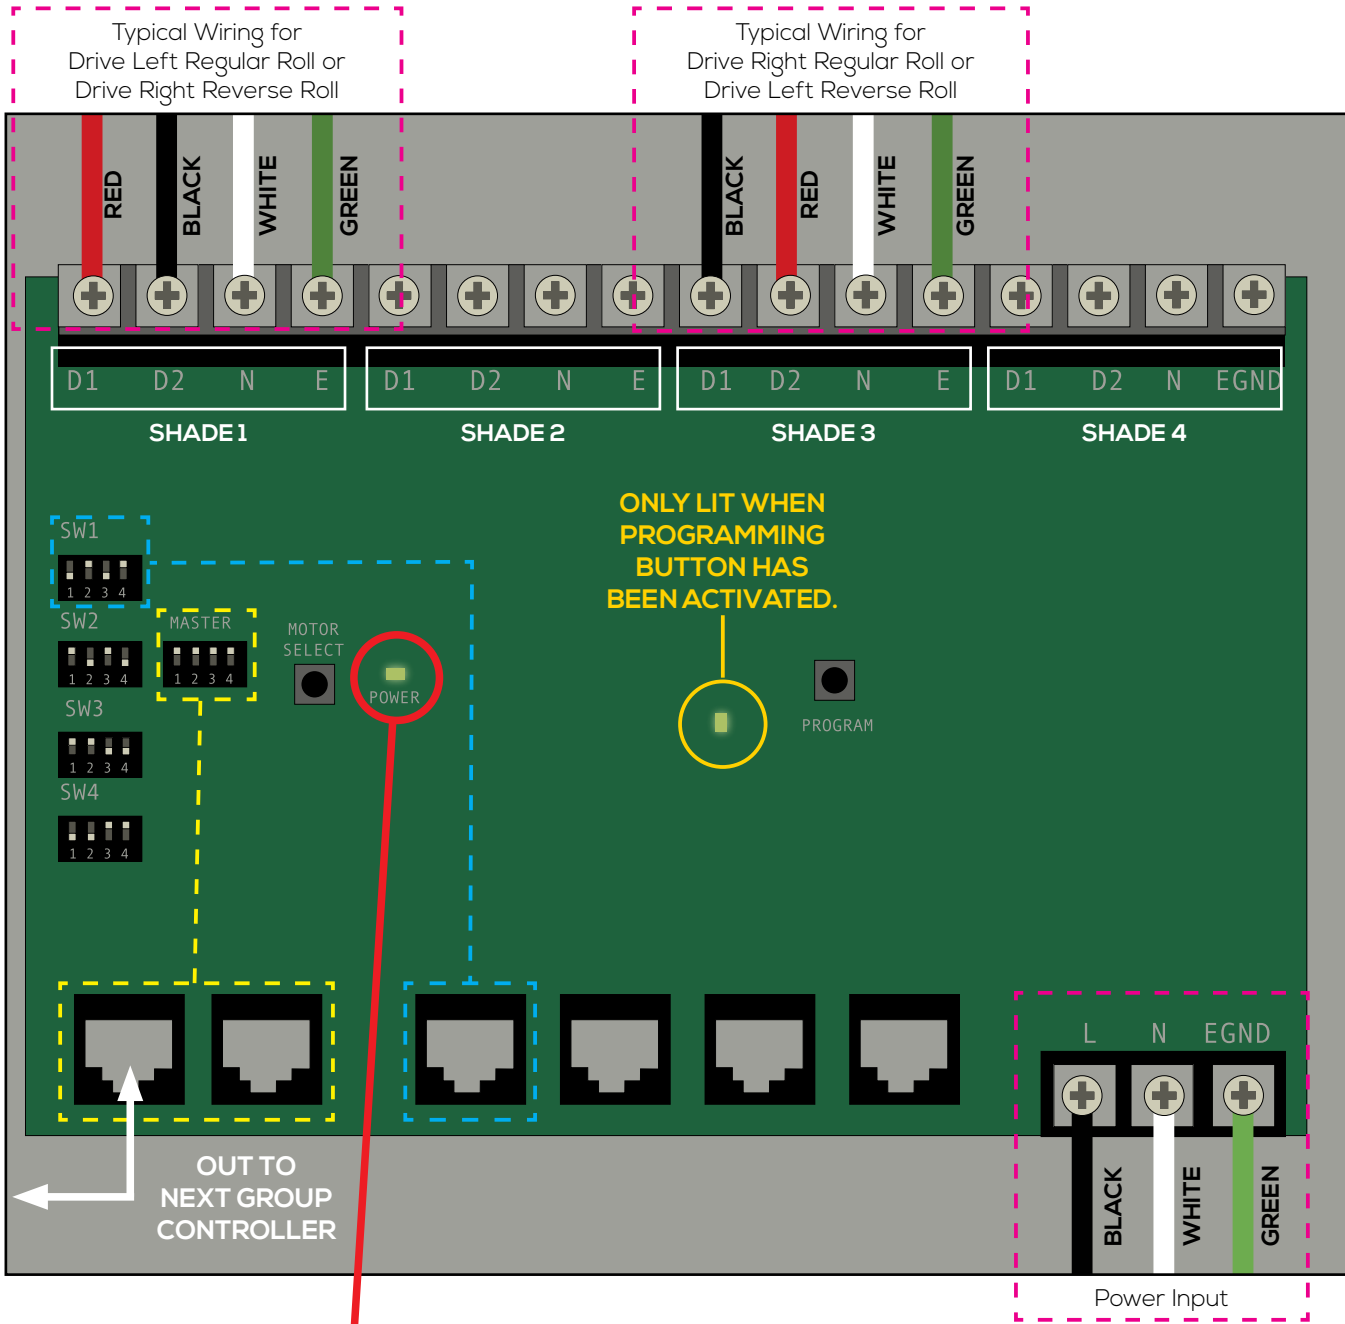 Typical Wiring for
Drive Left Regular Roll or
Drive Right Reverse Roll
Typical Wiring for
Drive Right Regular Roll or
Drive Left Reverse Roll
RED
BLACK
WHITE
GREEN
BLACK
RED
WHITE
GREEN
D1 D2 N E D1 D2 N E D1 D2 N E D1 D2 N EGND
SHADE 1 SHADE 2 SHADE 3 SHADE 4
ONLY LIT WHEN
PROGRAMMING
BUTTON HAS
BEEN ACTIVATED.
SW1
1 2 3 4
SW2
1 2 3 4
MASTER
1 2 3 4
MOTOR
SELECT
POWER
PROGRAM
SW3
1 2 3 4
SW4
1 2 3 4
L N EGND
OUT TO
NEXT GROUP
CONTROLLER
BLACK
WHITE
GREEN
Power Input